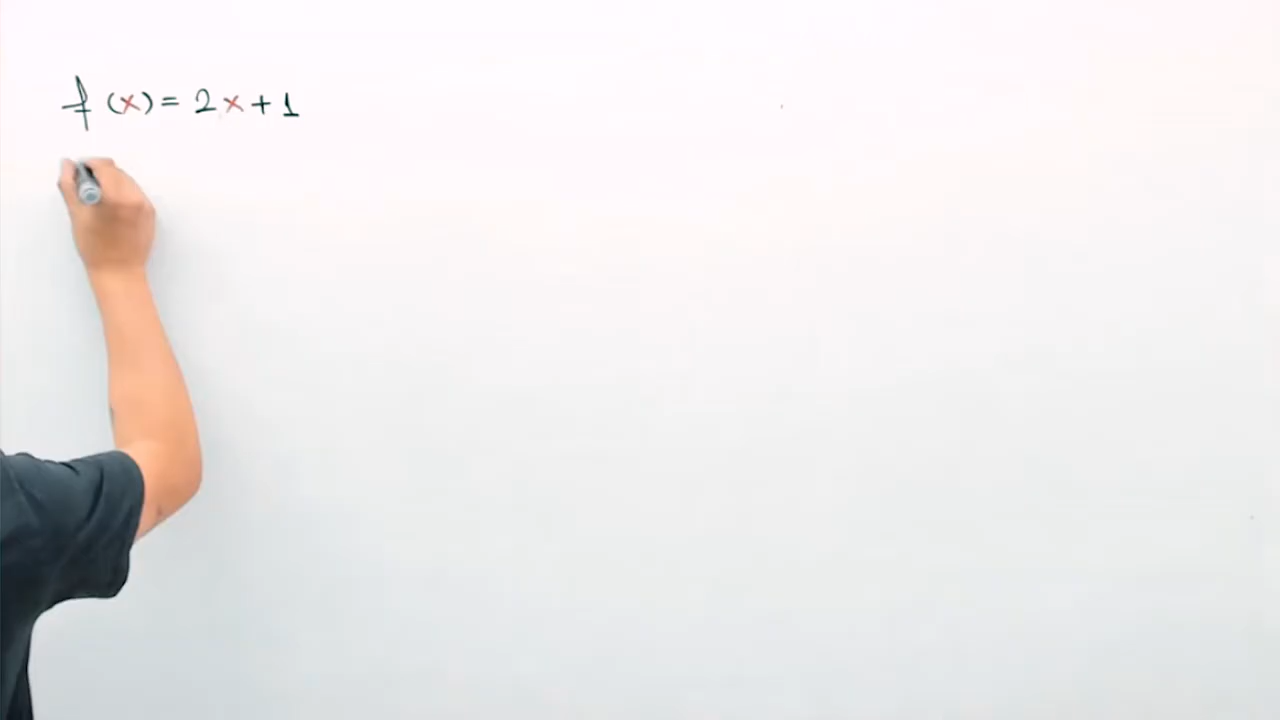 f(x) = 2x + 1